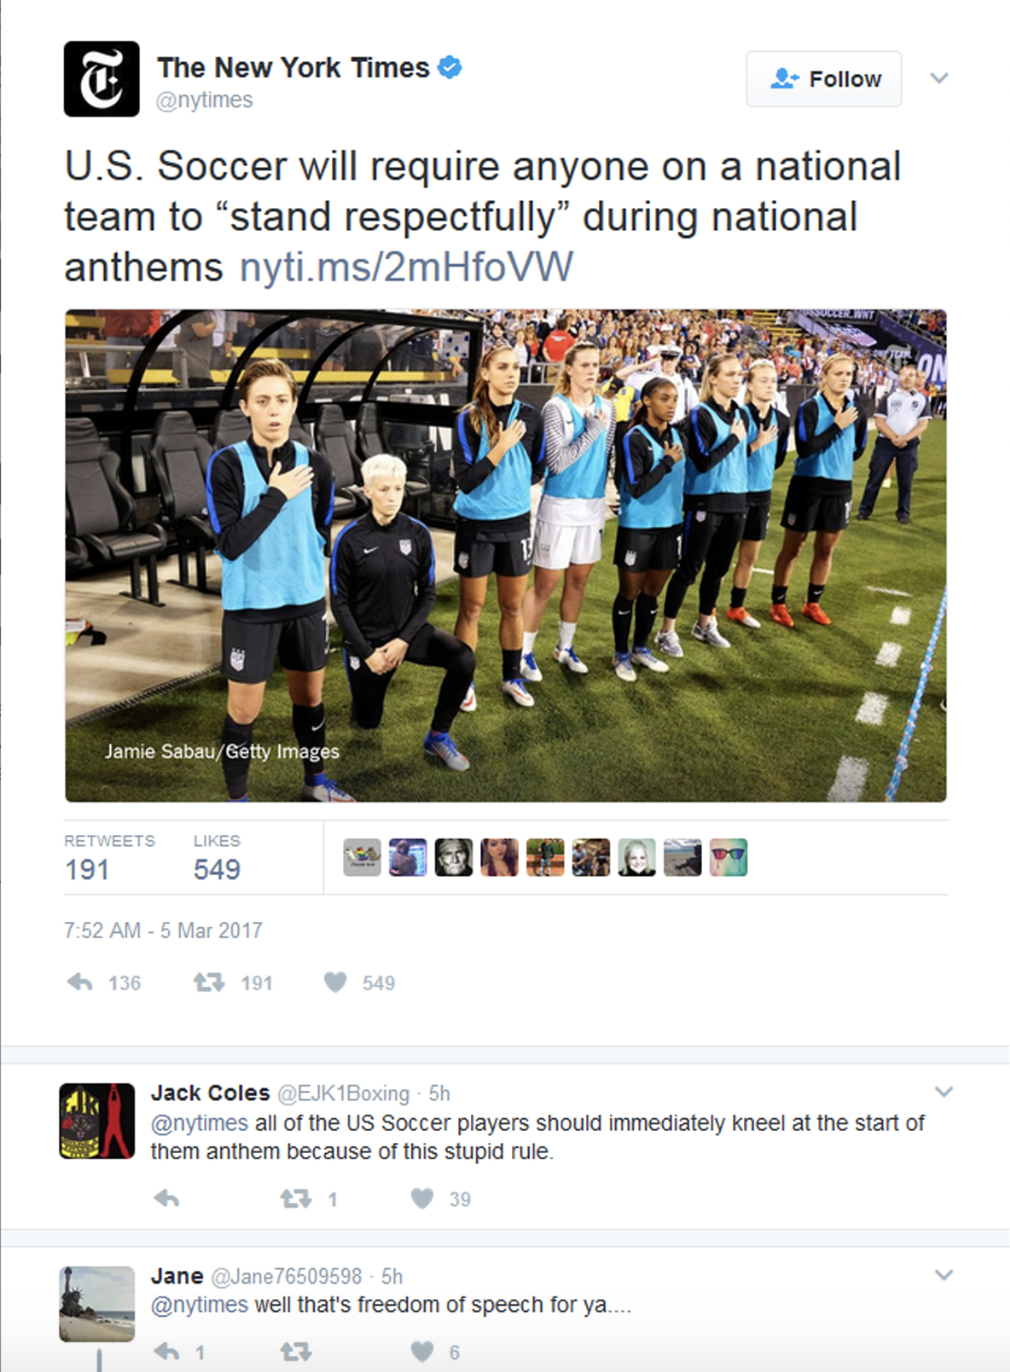 The New York Times
@nytimes
Follow
U.S. Soccer will require anyone on a national
team to “stand respectfully” during national
anthems nyti.ms/2mHfoVW
USSOCCER.WNT
ON
13
Jamie Sabau/Getty Images
RETWEETS LIKES
191 549
7:52 AM - 5 Mar 2017
136 191 549
Jack Coles @EJK1Boxing · 5h
@nytimes all of the US Soccer players should immediately kneel at the start of
them anthem because of this stupid rule.
1 39
Jane @Jane76509598 · 5h
@nytimes well that's freedom of speech for ya....
1 6